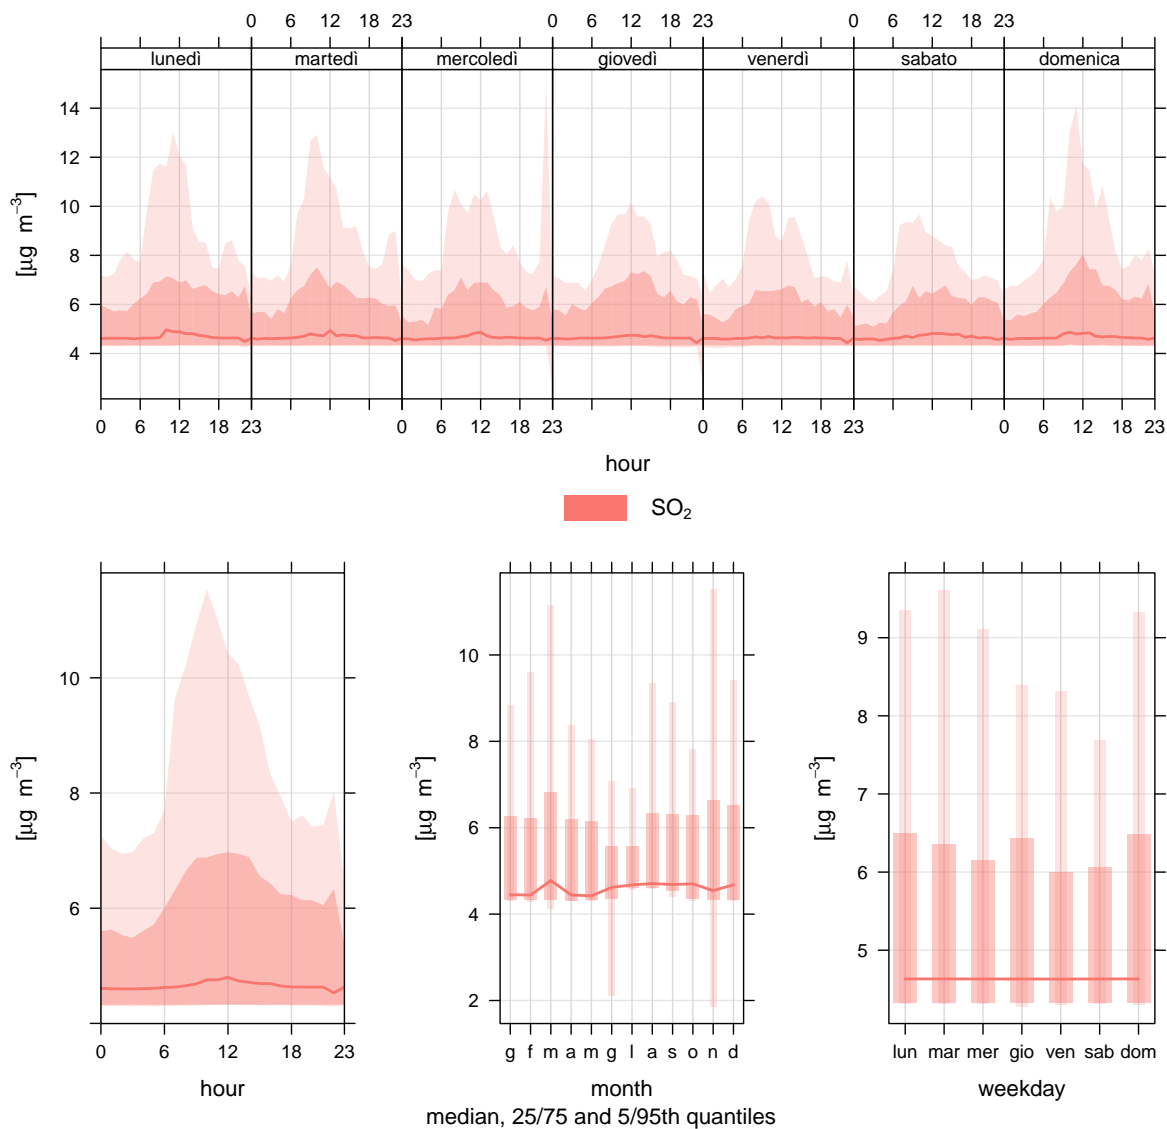 0 6 12 18 23 0 6 12 18 23 0 6 12 18 23
lunedì martedì mercoledì giovedì venerdì sabato domenica
14
12
10
8
6
4
[µg m⁻³]
0 6 12 18 23 0 6 12 18 23 0 6 12 18 23 0 6 12 18 23
hour
SO₂
10
8
6
[µg m⁻³]
0 6 12 18 23
hour
10
8
6
4
2
[µg m⁻³]
g f m a m g l a s o n d
month
9
8
7
6
5
[µg m⁻³]
lun mar mer gio ven sab dom
weekday
median, 25/75 and 5/95th quantiles